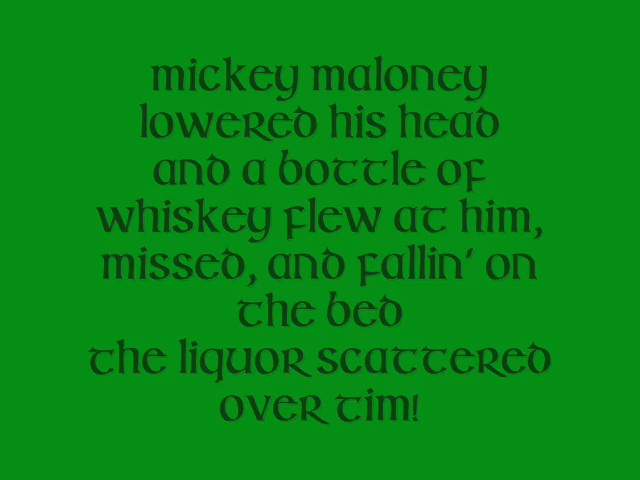 mickey maloney
lowered his head
and a bottle of
whiskey flew at him,
missed, and fallin' on
the bed
the liquor scattered
over tim!